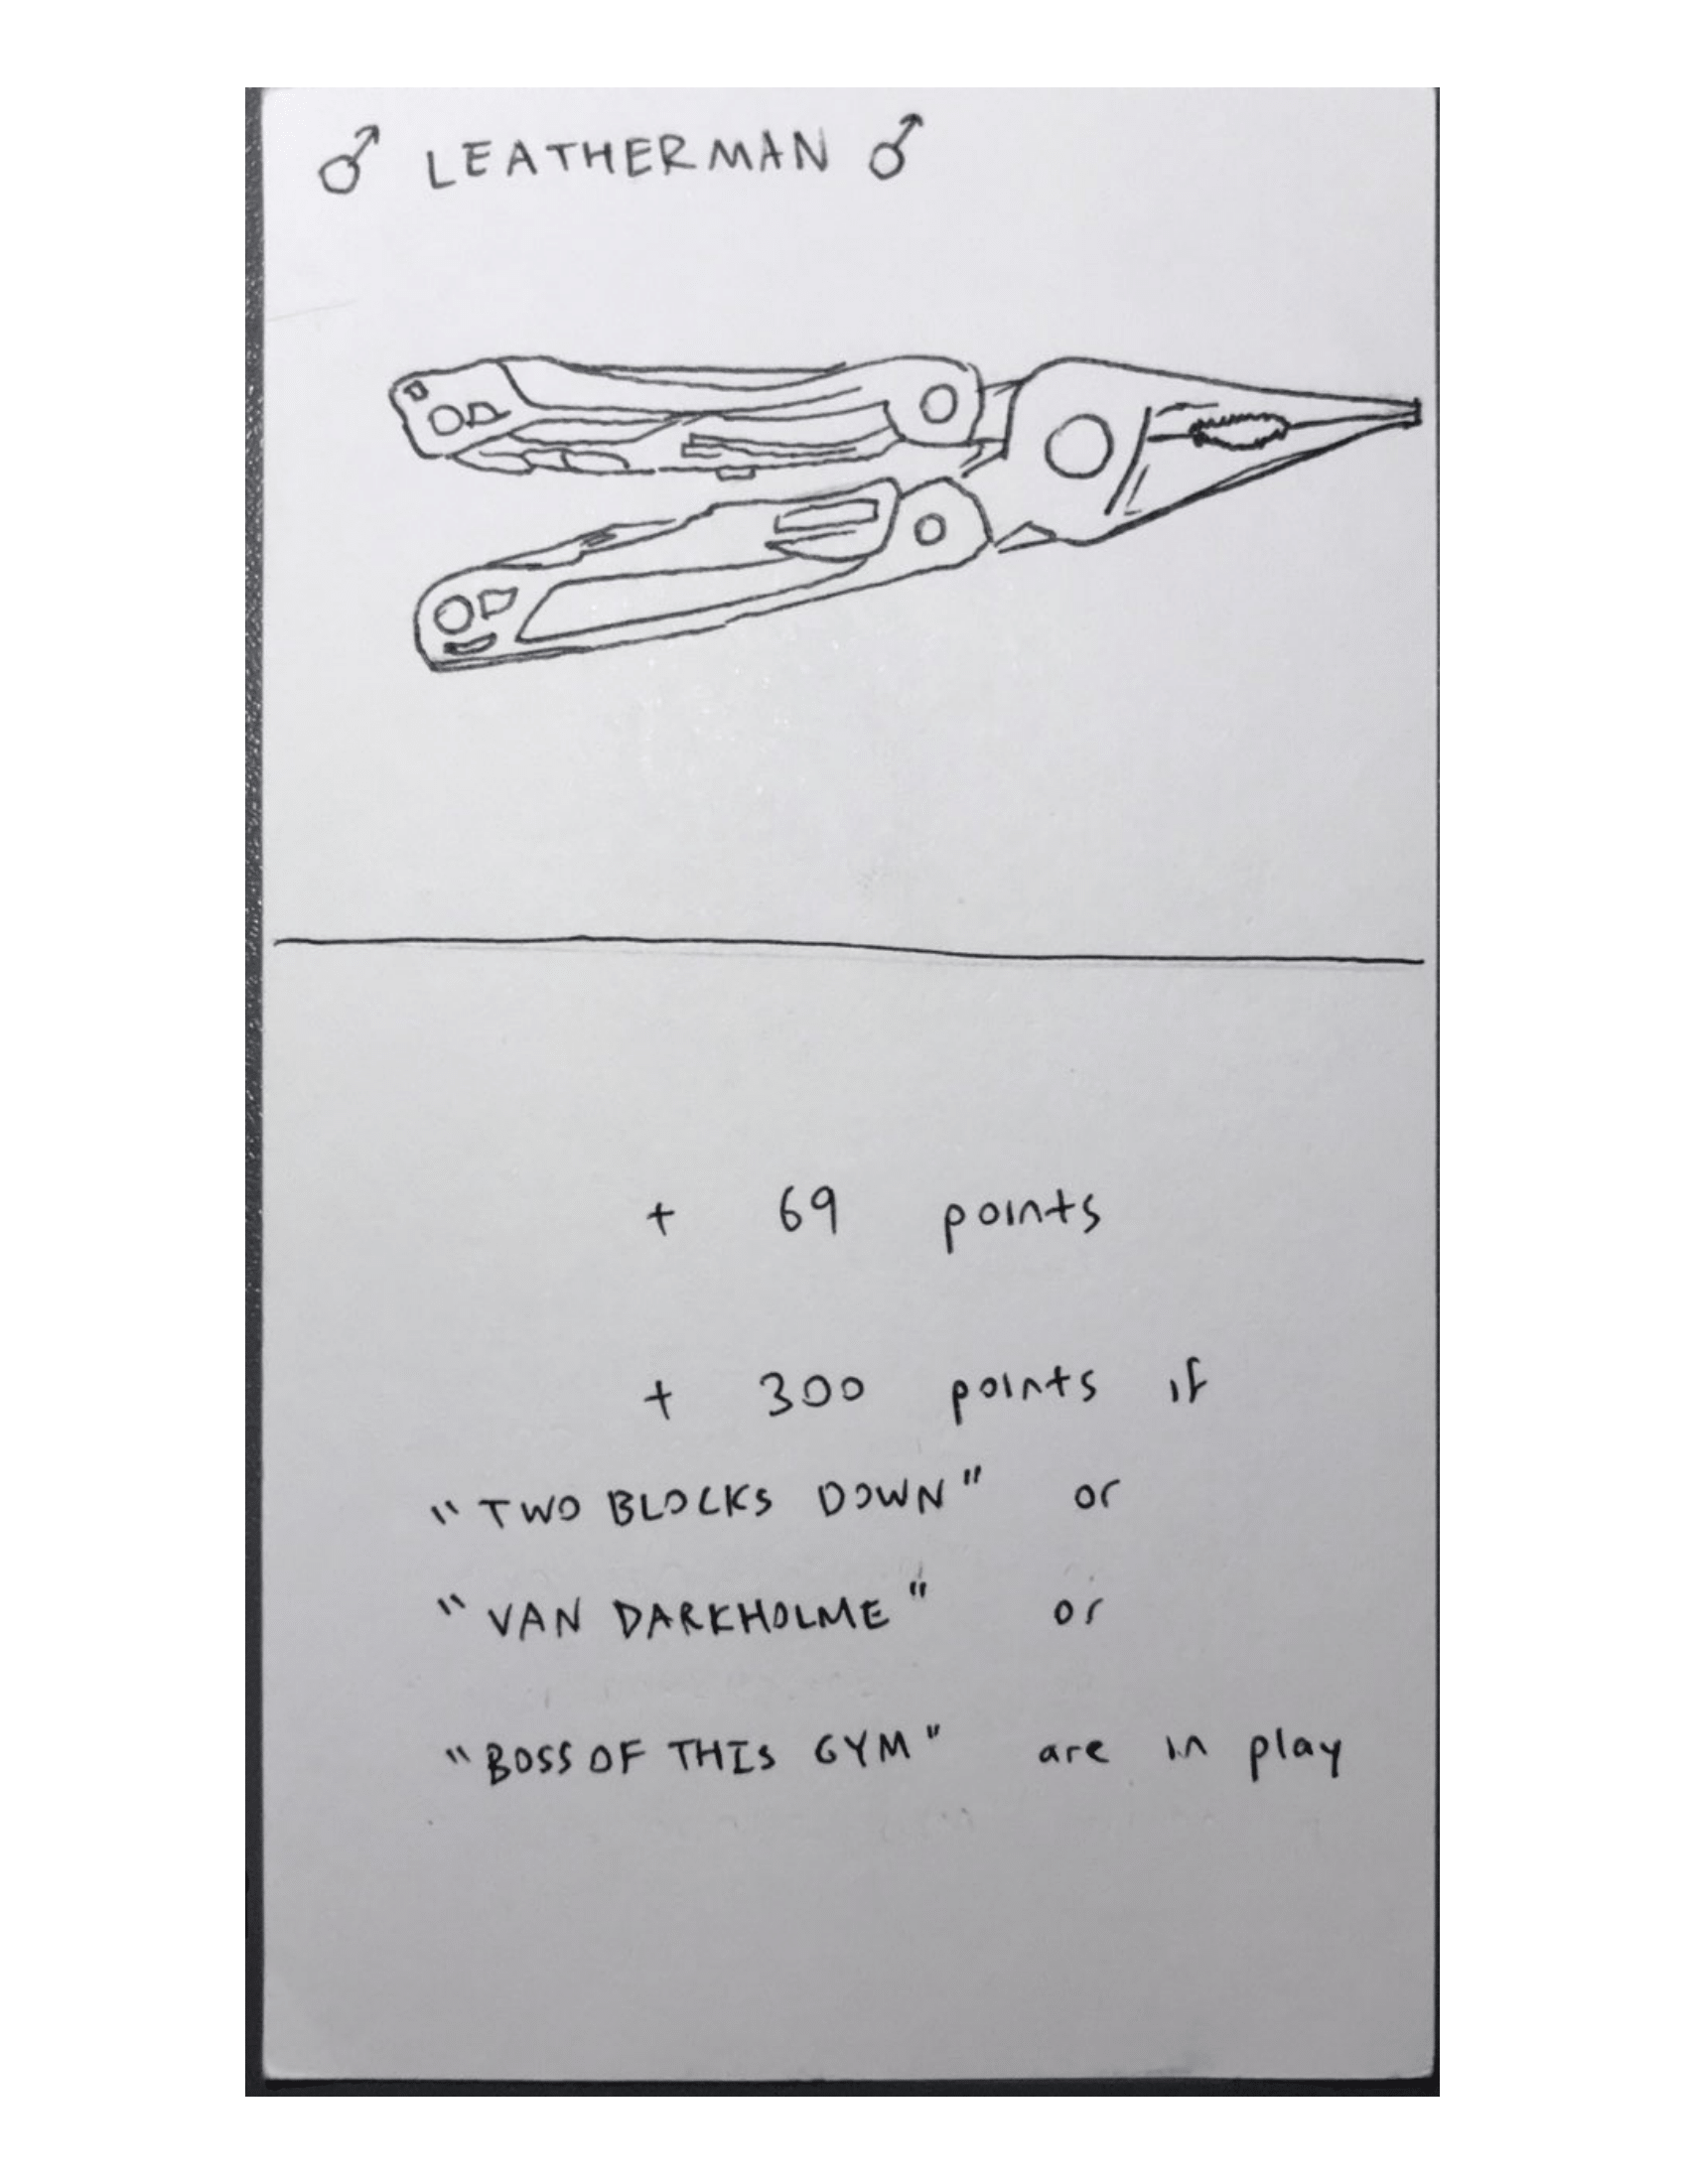 ♂ LEATHERMAN ♂
+ 69 points
+ 300 points if
"TWO BLOCKS DOWN" or
"VAN DARKHOLME" or
"BOSS OF THIS GYM" are in play